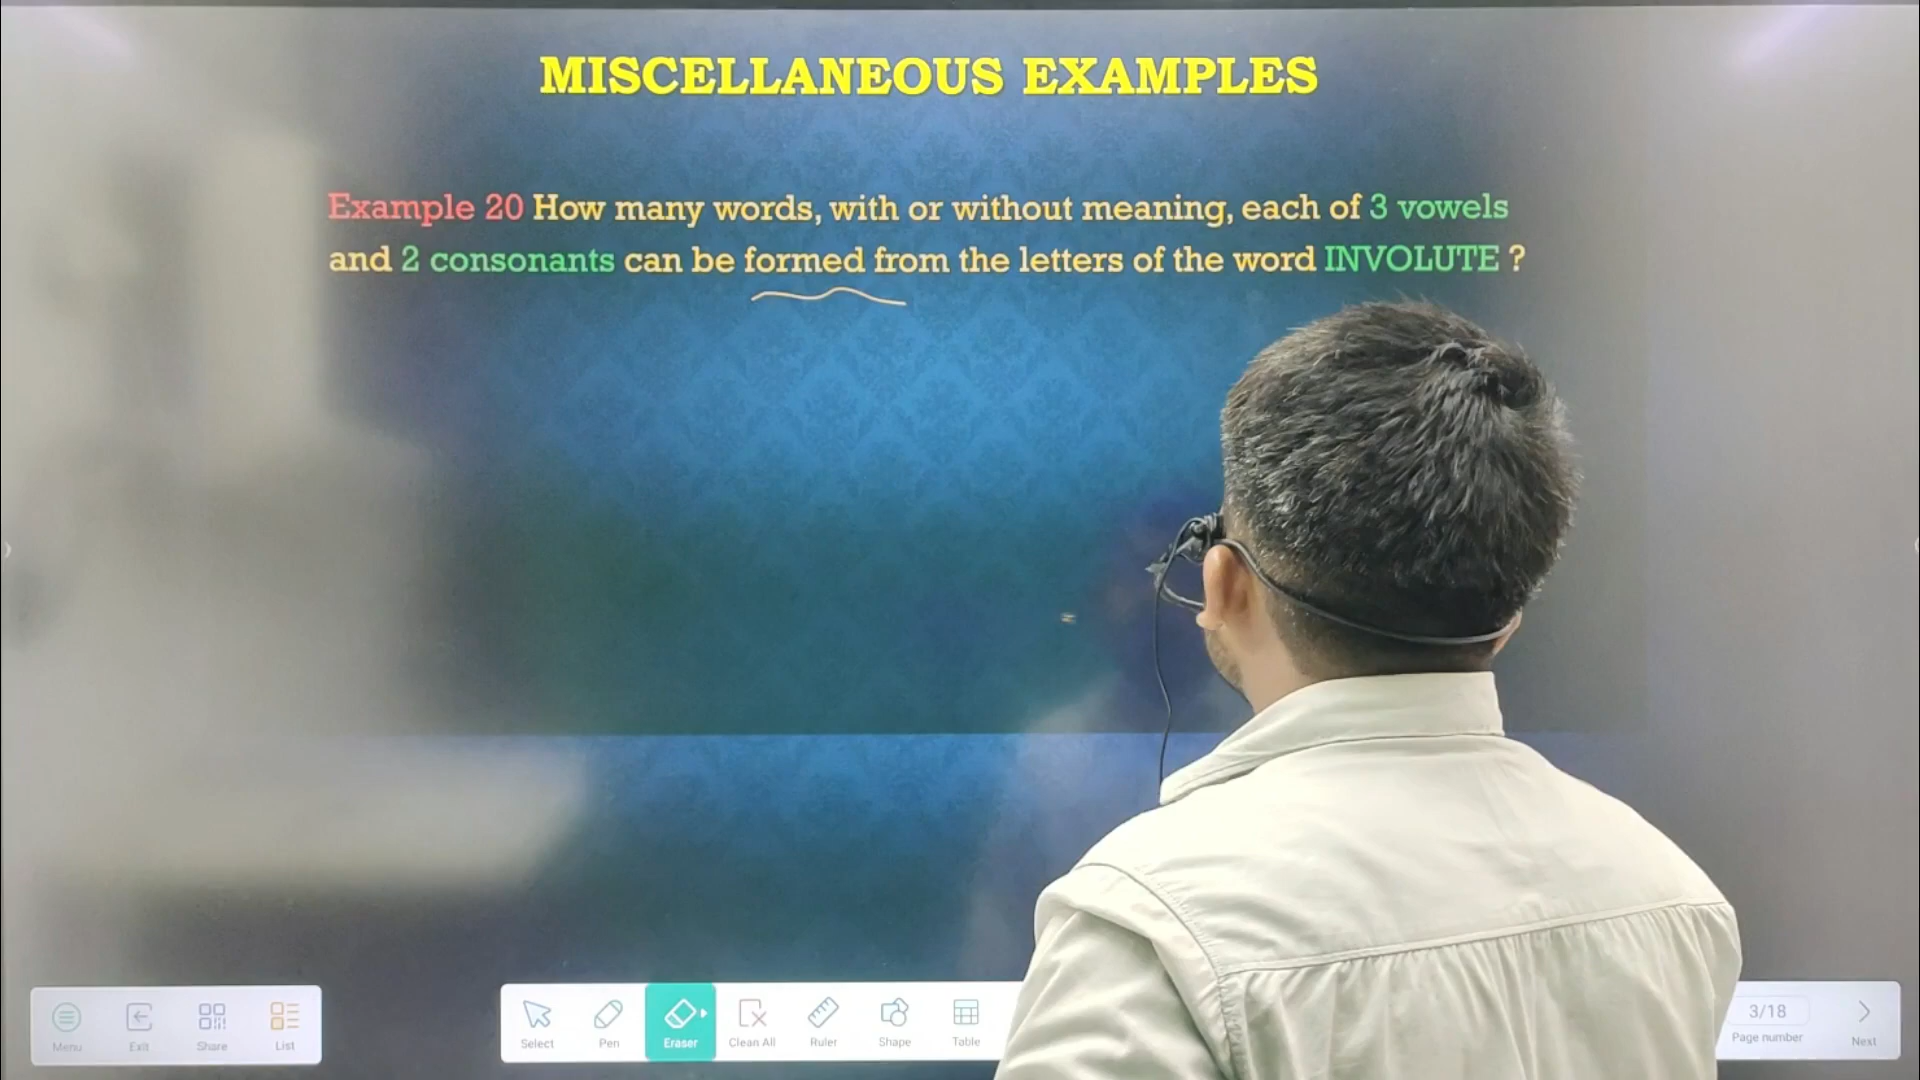 MISCELLANEOUS EXAMPLES
Example 20 How many words, with or without meaning, each of 3 vowels
and 2 consonants can be formed from the letters of the word INVOLUTE ?
Menu Exit Share List
Select Pen Eraser Clean All Ruler Shape Table
3/18
Page number Next